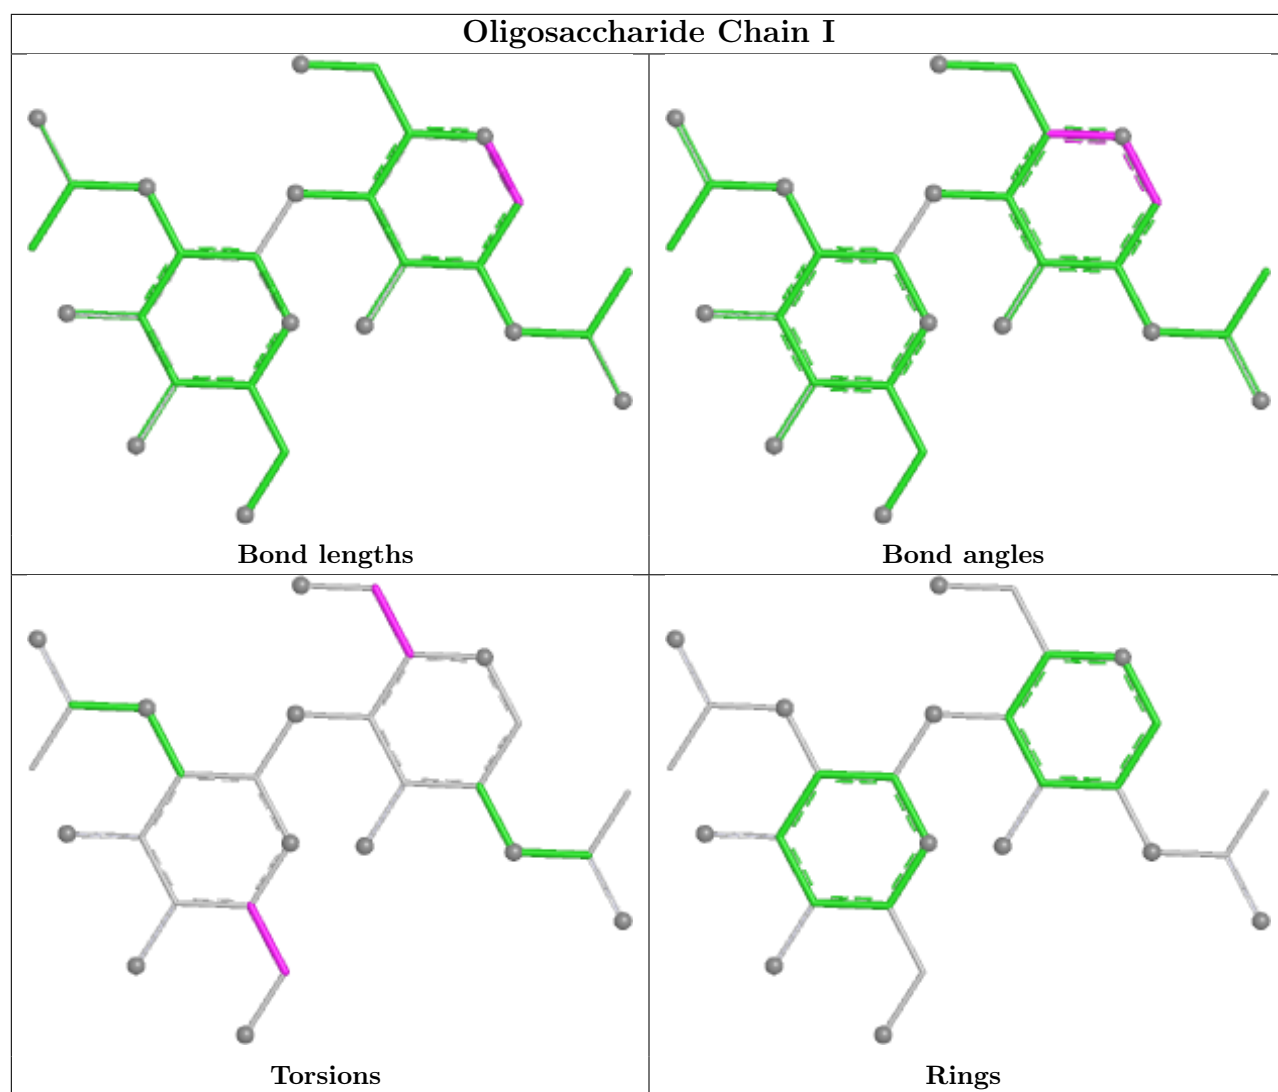 Oligosaccharide Chain I
Bond lengths
Bond angles
Torsions
Rings